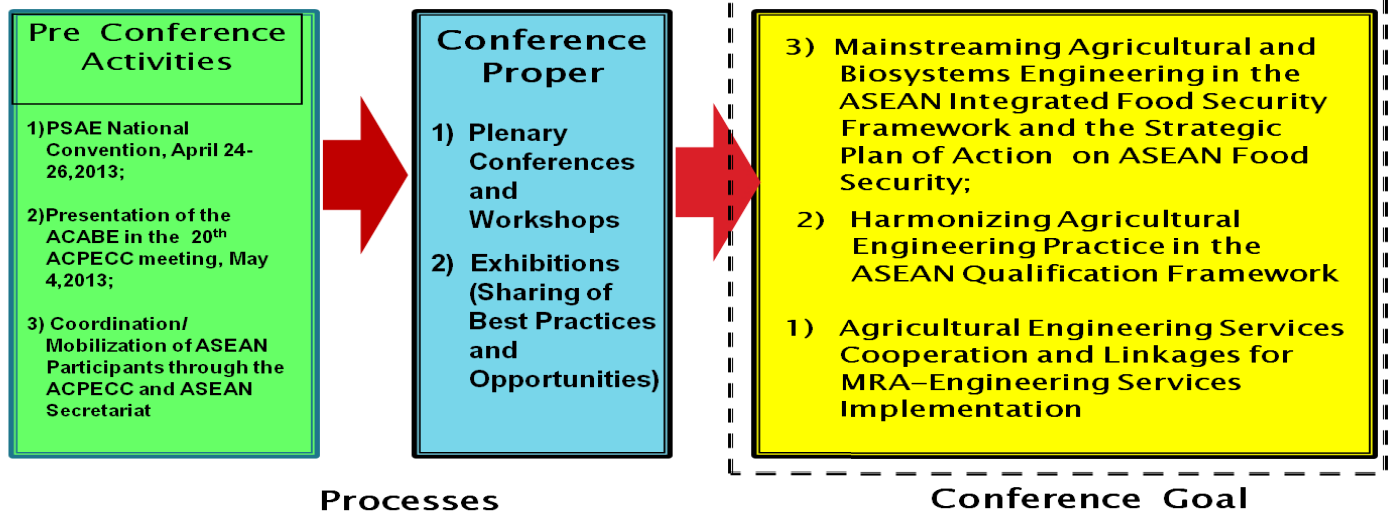 Pre Conference
Activities
1)PSAE National
Convention, April 24-
26,2013;
2)Presentation of the
ACABE in the 20th
ACPECC meeting, May
4,2013;
3) Coordination/
Mobilization of ASEAN
Participants through the
ACPECC and ASEAN
Secretariat
Conference
Proper
1) Plenary
Conferences
and
Workshops
2) Exhibitions
(Sharing of
Best Practices
and
Opportunities)
3) Mainstreaming Agricultural and
Biosystems Engineering in the
ASEAN Integrated Food Security
Framework and the Strategic
Plan of Action on ASEAN Food
Security;
2) Harmonizing Agricultural
Engineering Practice in the
ASEAN Qualification Framework
1) Agricultural Engineering Services
Cooperation and Linkages for
MRA–Engineering Services
Implementation
Processes
Conference Goal